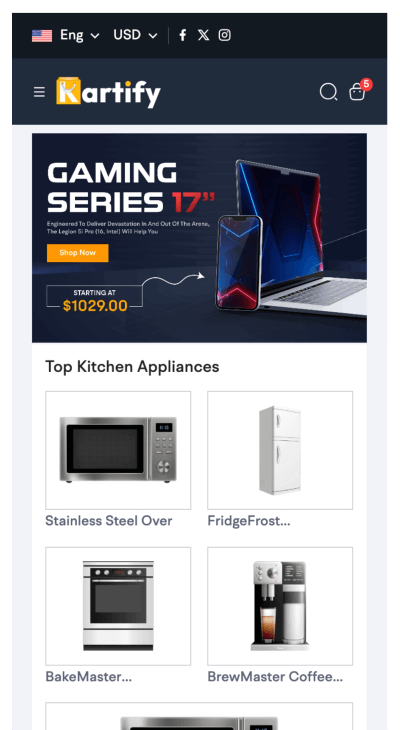 Eng USD
Kartify
5
GAMING
SERIES 17"
Engineered To Deliver Devastation In And Out Of The Arena,
The Legion 5i Pro (16, Intel) Will Help You
Shop Now
STARTING AT
$1029.00
Top Kitchen Appliances
Stainless Steel Over
FridgeFrost...
BakeMaster...
BrewMaster Coffee...